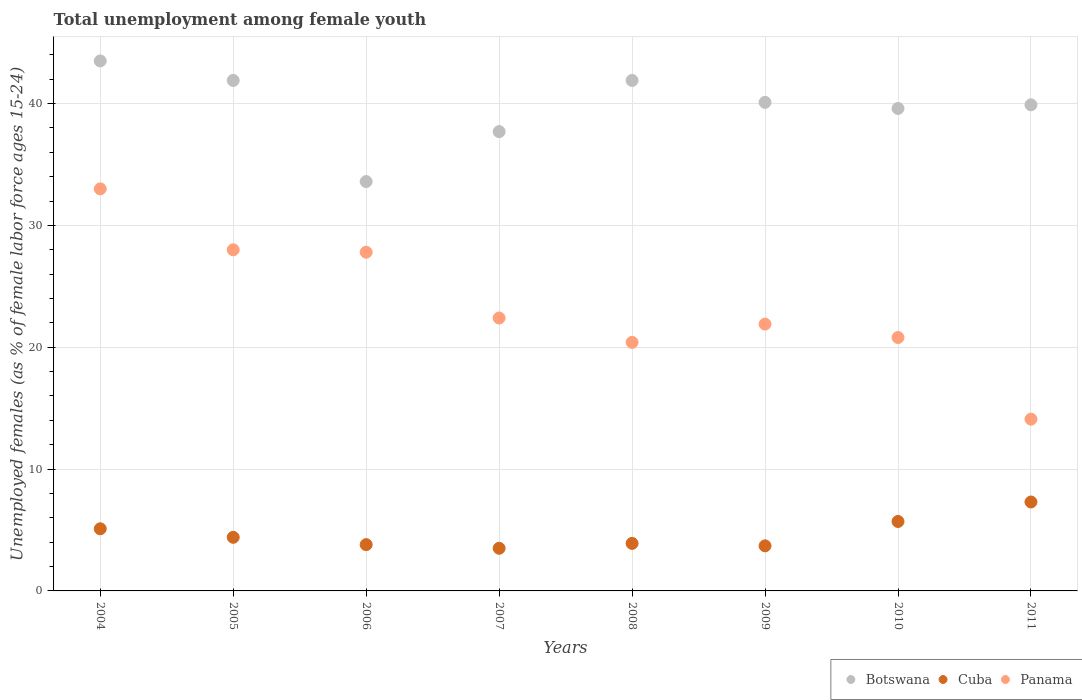 Total unemployment among female youth
Unemployed females (as % of female labor force ages 15-24)
40
30
20
10
0
2004
2005
2006
2007
2008
2009
2010
2011
Years
Botswana
Cuba
Panama